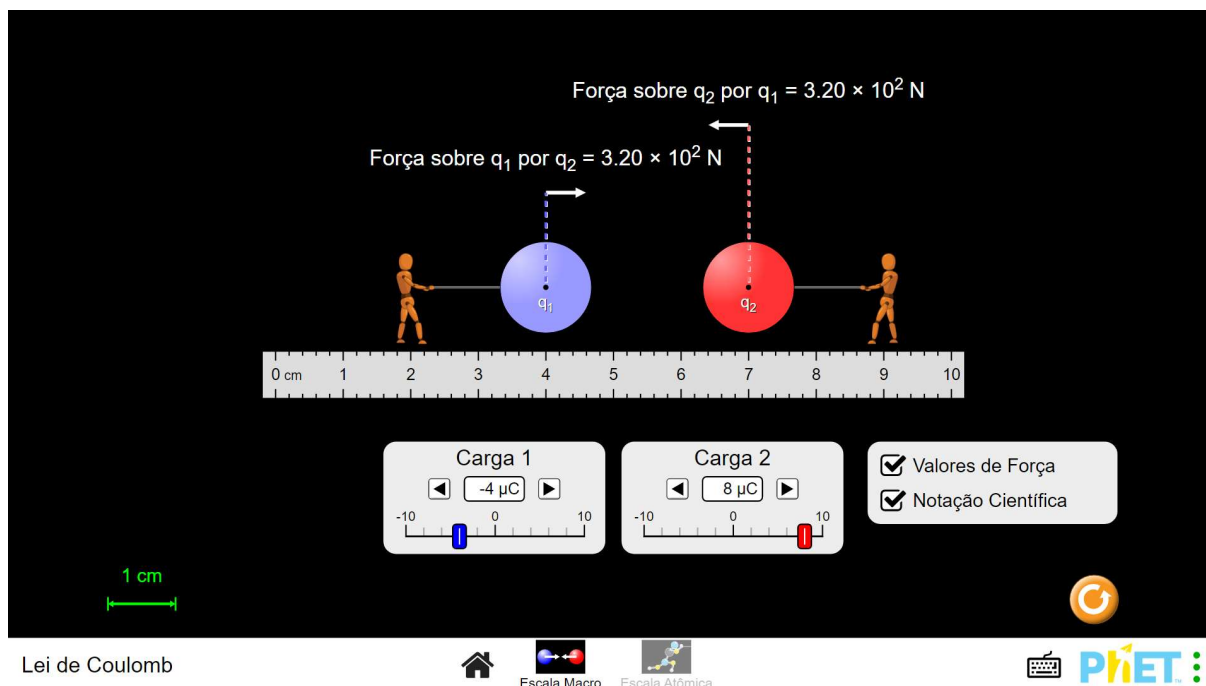 Força sobre q₂ por q₁ = 3.20 × 10² N
Força sobre q₁ por q₂ = 3.20 × 10² N
q₁
q₂
0 cm 1 2 3 4 5 6 7 8 9 10
Carga 1
-4 μC
-10 0 10
Carga 2
8 μC
-10 0 10
Valores de Força
Notação Científica
1 cm
Lei de Coulomb
Escala Macro
Escala Atômica
PhET